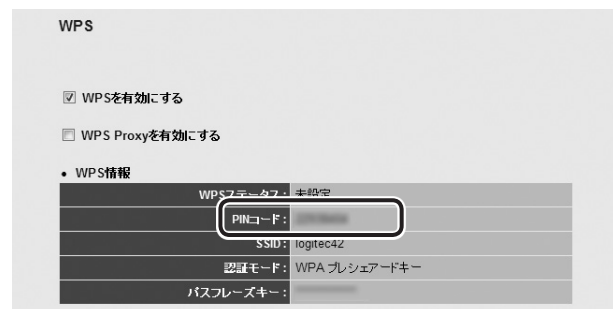 WPS
WPSを有効にする
WPS Proxyを有効にする
• WPS情報
WPSステータス: 未設定
PINコード:
SSID: logitec42
認証モード: WPA プレシェアードキー
パスフレーズキー: